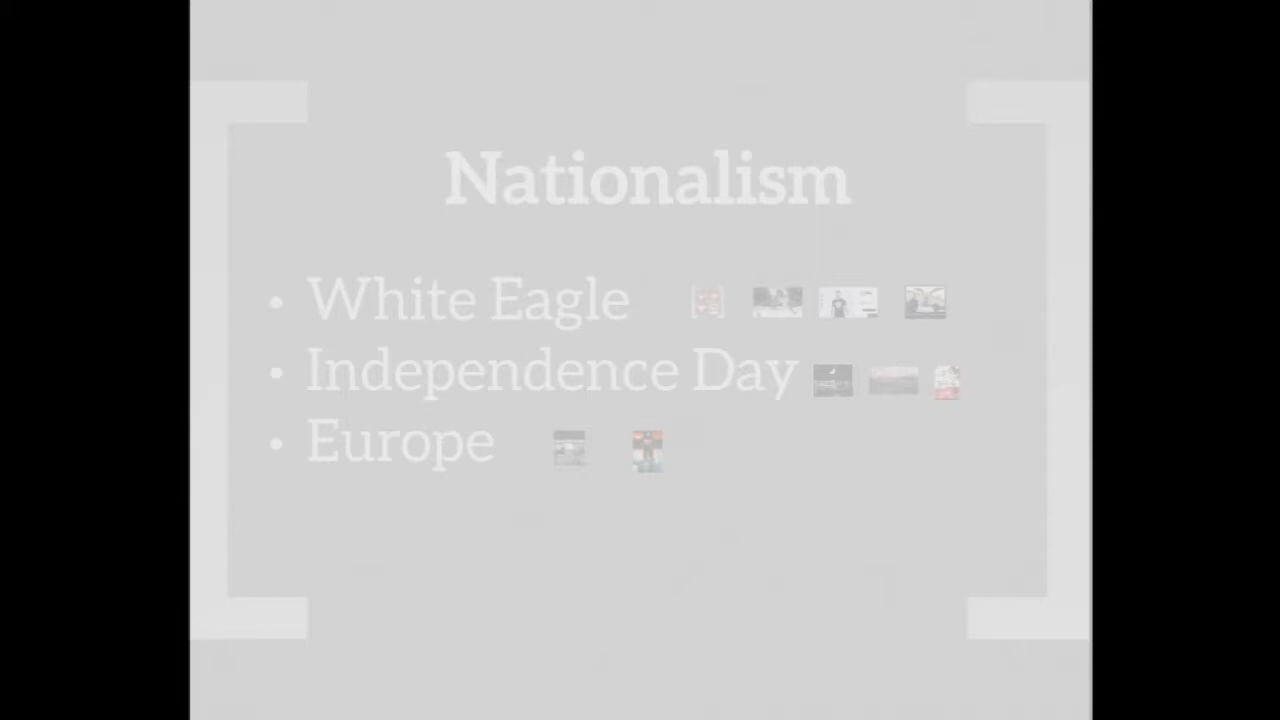 Nationalism
• White Eagle
• Independence Day
• Europe